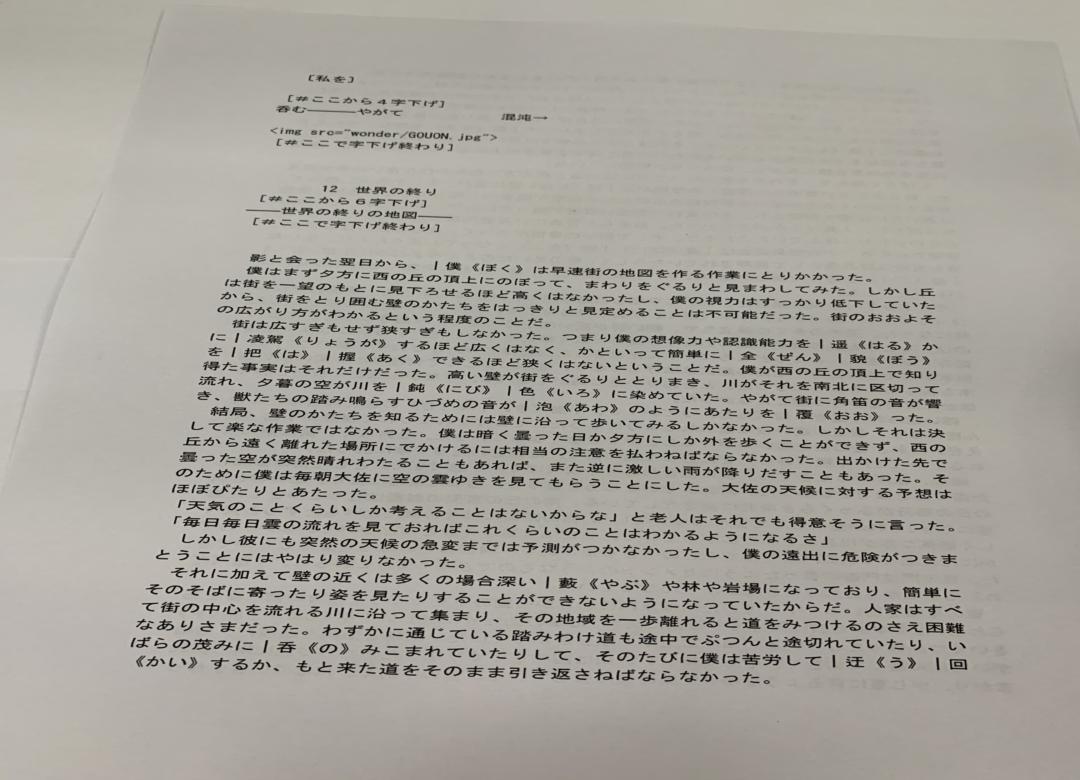 ［私を］
［＃ここから４字下げ］
呑む―――やがて　　　　　　混沌→
<img src="wonder/GOUON.jpg">
［＃ここで字下げ終わり］
12　世界の終り
［＃ここから６字下げ］
――世界の終りの地図――
［＃ここで字下げ終わり］
影と会った翌日から、｜僕《ぼく》は早速街の地図を作る作業にとりかかった。
僕はまず夕方に西の丘の頂上にのぼって、まわりをぐるりと見まわしてみた。しかし丘
は街を一望のもとに見下ろせるほど高くはなかったし、僕の視力はすっかり低下していた
から、街をとり囲む壁のかたちをはっきりと見定めることは不可能だった。街のおおよそ
の広がり方がわかるという程度のことだ。
街は広すぎもせず狭すぎもしなかった。つまり僕の想像力や認識能力を｜遥《はる》か
に｜凌駕《りょうが》するほど広くはなく、かといって簡単に｜全《ぜん》｜貌《ぼう》
を｜把《は》｜握《あく》できるほど狭くはないということだ。僕が西の丘の頂上で知り
得た事実はそれだけだった。高い壁が街をぐるりととりまき、川がそれを南北に区切って
流れ、夕暮の空が川を｜鈍《にび》｜色《いろ》に染めていた。やがて街に角笛の音が響
き、獣たちの踏み鳴らすひづめの音が｜泡《あわ》のようにあたりを｜覆《おお》った。
結局、壁のかたちを知るためには壁に沿って歩いてみるしかなかった。しかしそれは決
して楽な作業ではなかった。僕は暗く曇った日か夕方にしか外を歩くことができず、西の
丘から遠く離れた場所にでかけるには相当の注意を払わねばならなかった。出かけた先で
曇った空が突然晴れわたることもあれば、また逆に激しい雨が降りだすこともあった。そ
のために僕は毎朝大佐に空の雲ゆきを見てもらうことにした。大佐の天候に対する予想は
ほぼぴたりとあたった。
「天気のことくらいしか考えることはないからな」と老人はそれでも得意そうに言った。
「毎日毎日雲の流れを見ておればこれくらいのことはわかるようになるさ」
しかし彼にも突然の天候の急変までは予測がつかなかったし、僕の遠出に危険がつきま
とうことにはやはり変りなかった。
それに加えて壁の近くは多くの場合深い｜藪《やぶ》や林や岩場になっており、簡単に
そのそばに寄ったり姿を見たりすることができないようになっていたからだ。人家はすべ
て街の中心を流れる川に沿って集まり、その地域を一歩離れると道をみつけるのさえ困難
なありさまだった。わずかに通じている踏みわけ道も途中でぷつんと途切れていたり、い
ばらの茂みに｜呑《の》みこまれていたりして、そのたびに僕は苦労して｜迂《う》｜回
《かい》するか、もと来た道をそのまま引き返さねばならなかった。